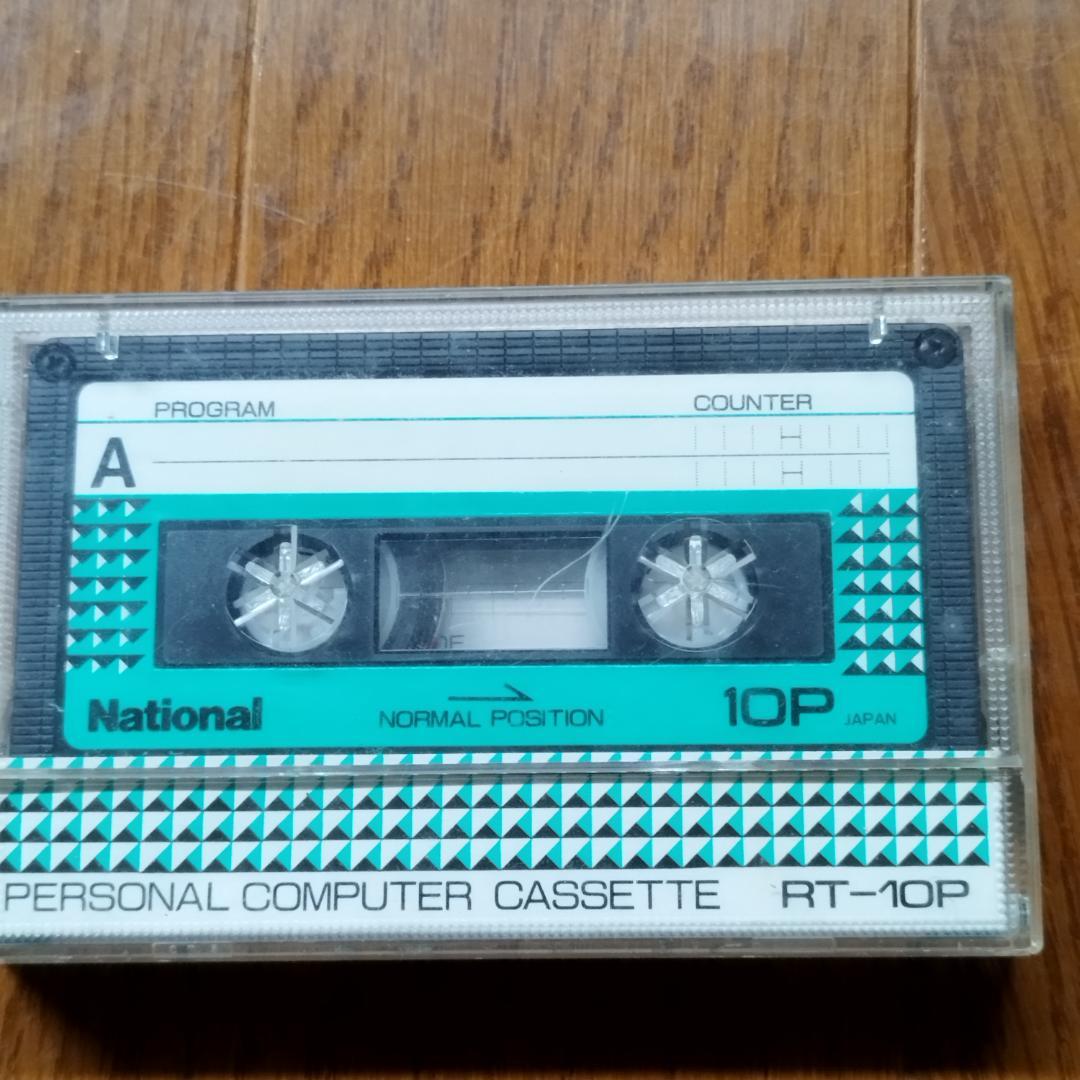 PROGRAM COUNTER
A
National NORMAL POSITION 10P JAPAN
PERSONAL COMPUTER CASSETTE RT-10P